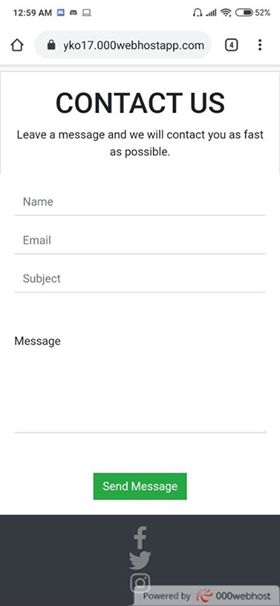 12:59 AM
52%
yko17.000webhostapp.com
4
CONTACT US
Leave a message and we will contact you as fast
as possible.
Name
Email
Subject
Message
Send Message
Powered by 000webhost